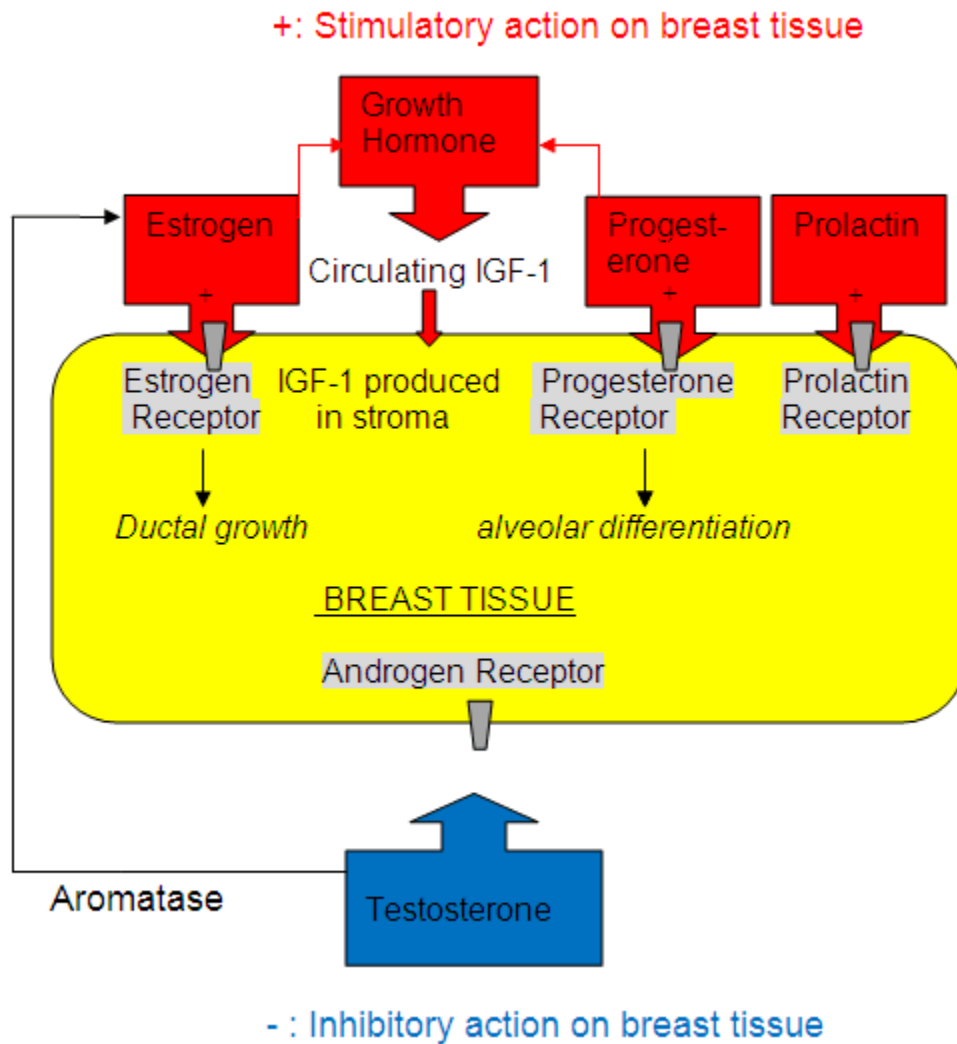 +: Stimulatory action on breast tissue
Growth
Hormone
Estrogen
+
Circulating IGF-1
Progest-
erone
+
Prolactin
+
Estrogen
Receptor
IGF-1 produced
in stroma
Progesterone
Receptor
Prolactin
Receptor
Ductal growth
alveolar differentiation
BREAST TISSUE
Androgen Receptor
Aromatase
Testosterone
- : Inhibitory action on breast tissue